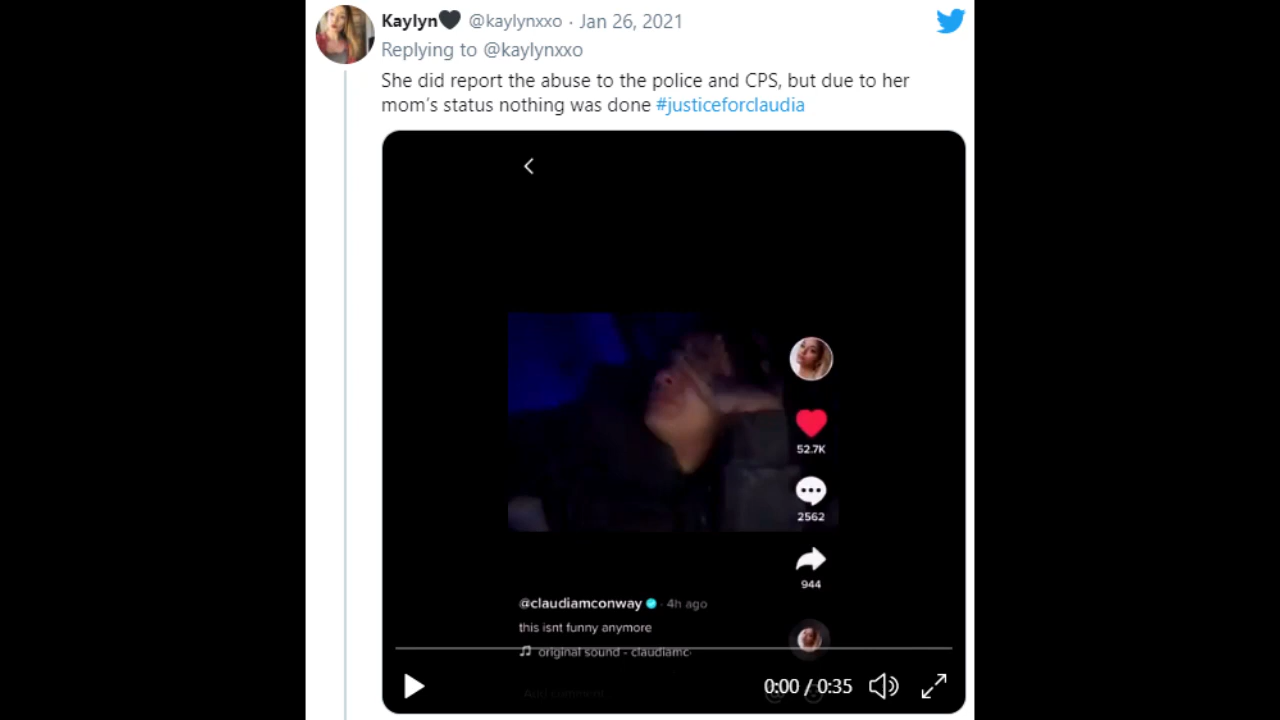 Kaylyn🖤 @kaylynxxo · Jan 26, 2021
Replying to @kaylynxxo
She did report the abuse to the police and CPS, but due to her
mom's status nothing was done #justiceforclaudia
52.7K
2562
944
@claudiamconway · 4h ago
this isnt funny anymore
original sound - claudiamc
Add comment...
0:00 / 0:35